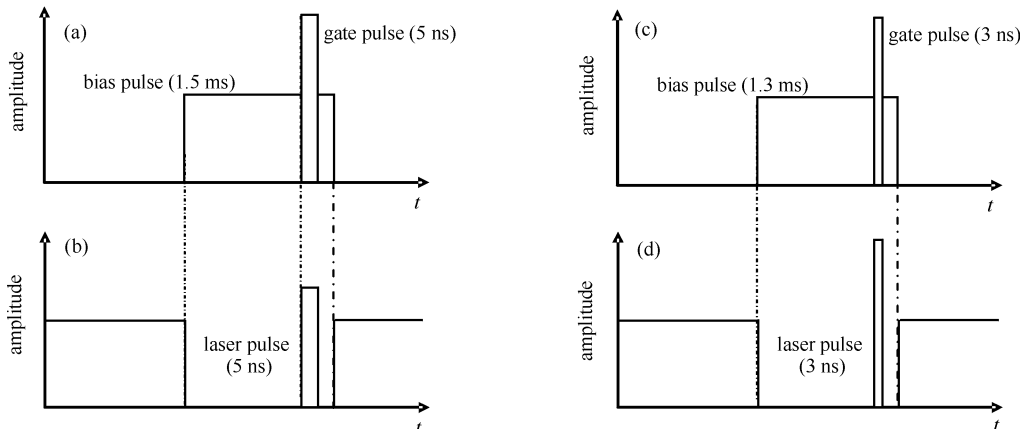 (a)
gate pulse (5 ns)
bias pulse (1.5 ms)
amplitude
t
(b)
laser pulse
(5 ns)
amplitude
t
(c)
gate pulse (3 ns)
bias pulse (1.3 ms)
amplitude
t
(d)
laser pulse
(3 ns)
amplitude
t